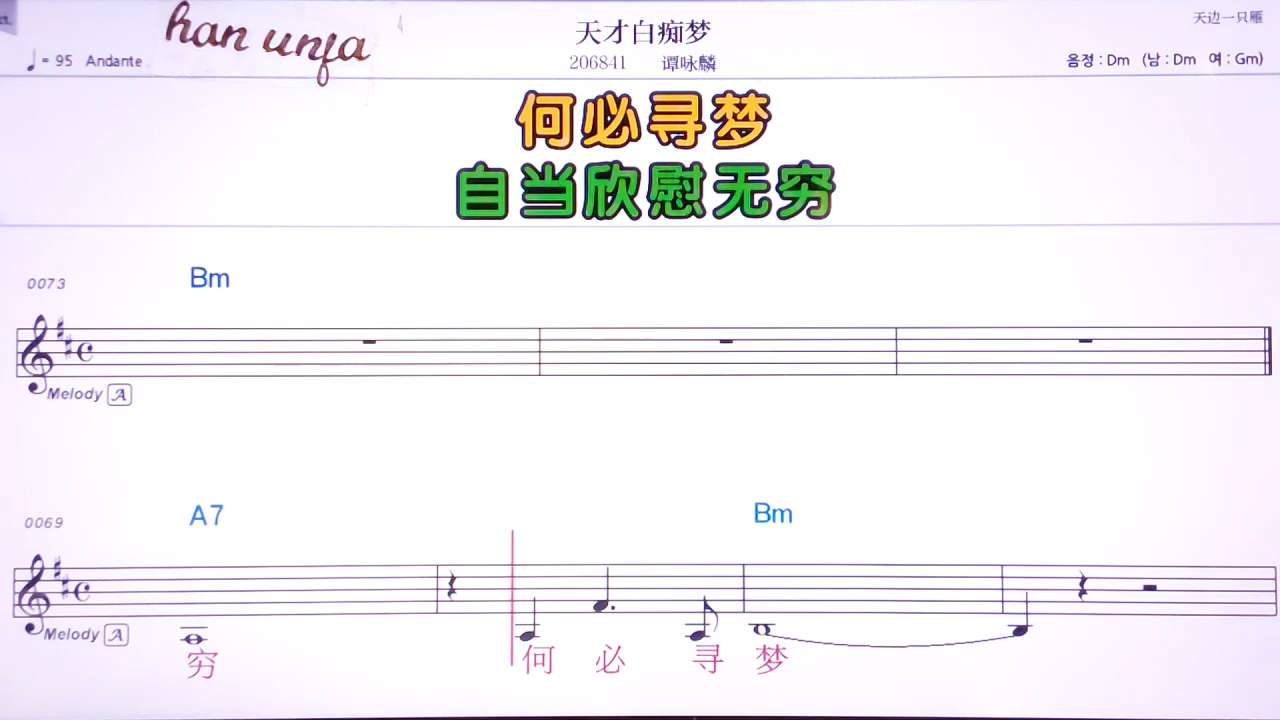 han unja
天才白痴梦
天边一只雁
♩= 95 Andante
206841 谭咏麟
음정 : Dm (남 : Dm 여 : Gm)
何必寻梦
自当欣慰无穷
0073
Bm
Melody A
0069
A7
Bm
Melody A
穷 何 必 寻 梦